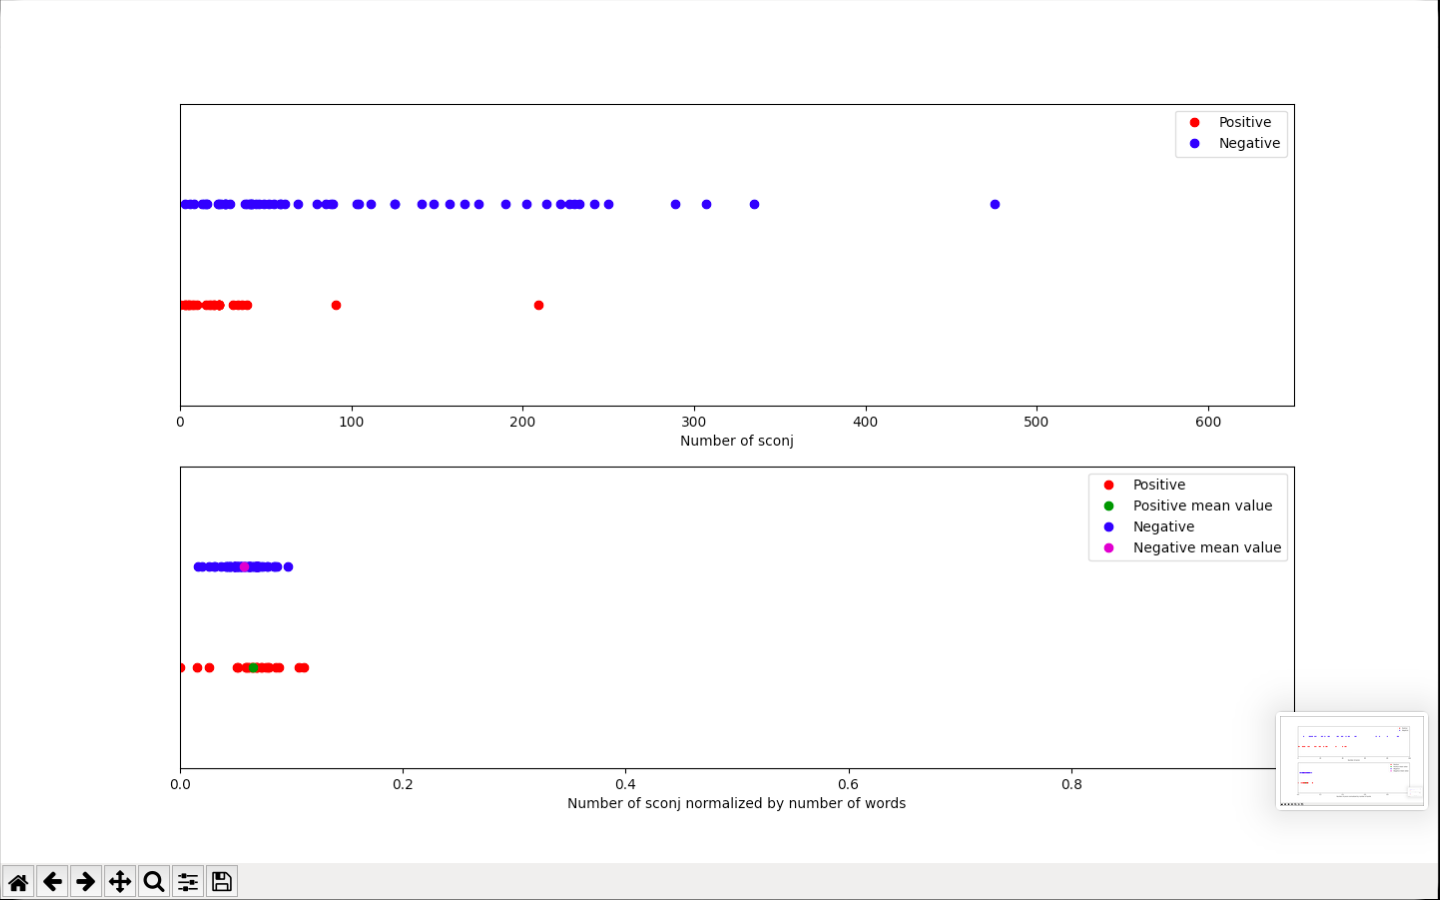 Positive
Negative
0 100 200 300 400 500 600
Number of sconj
Positive
Positive mean value
Negative
Negative mean value
0.0 0.2 0.4 0.6 0.8
Number of sconj normalized by number of words